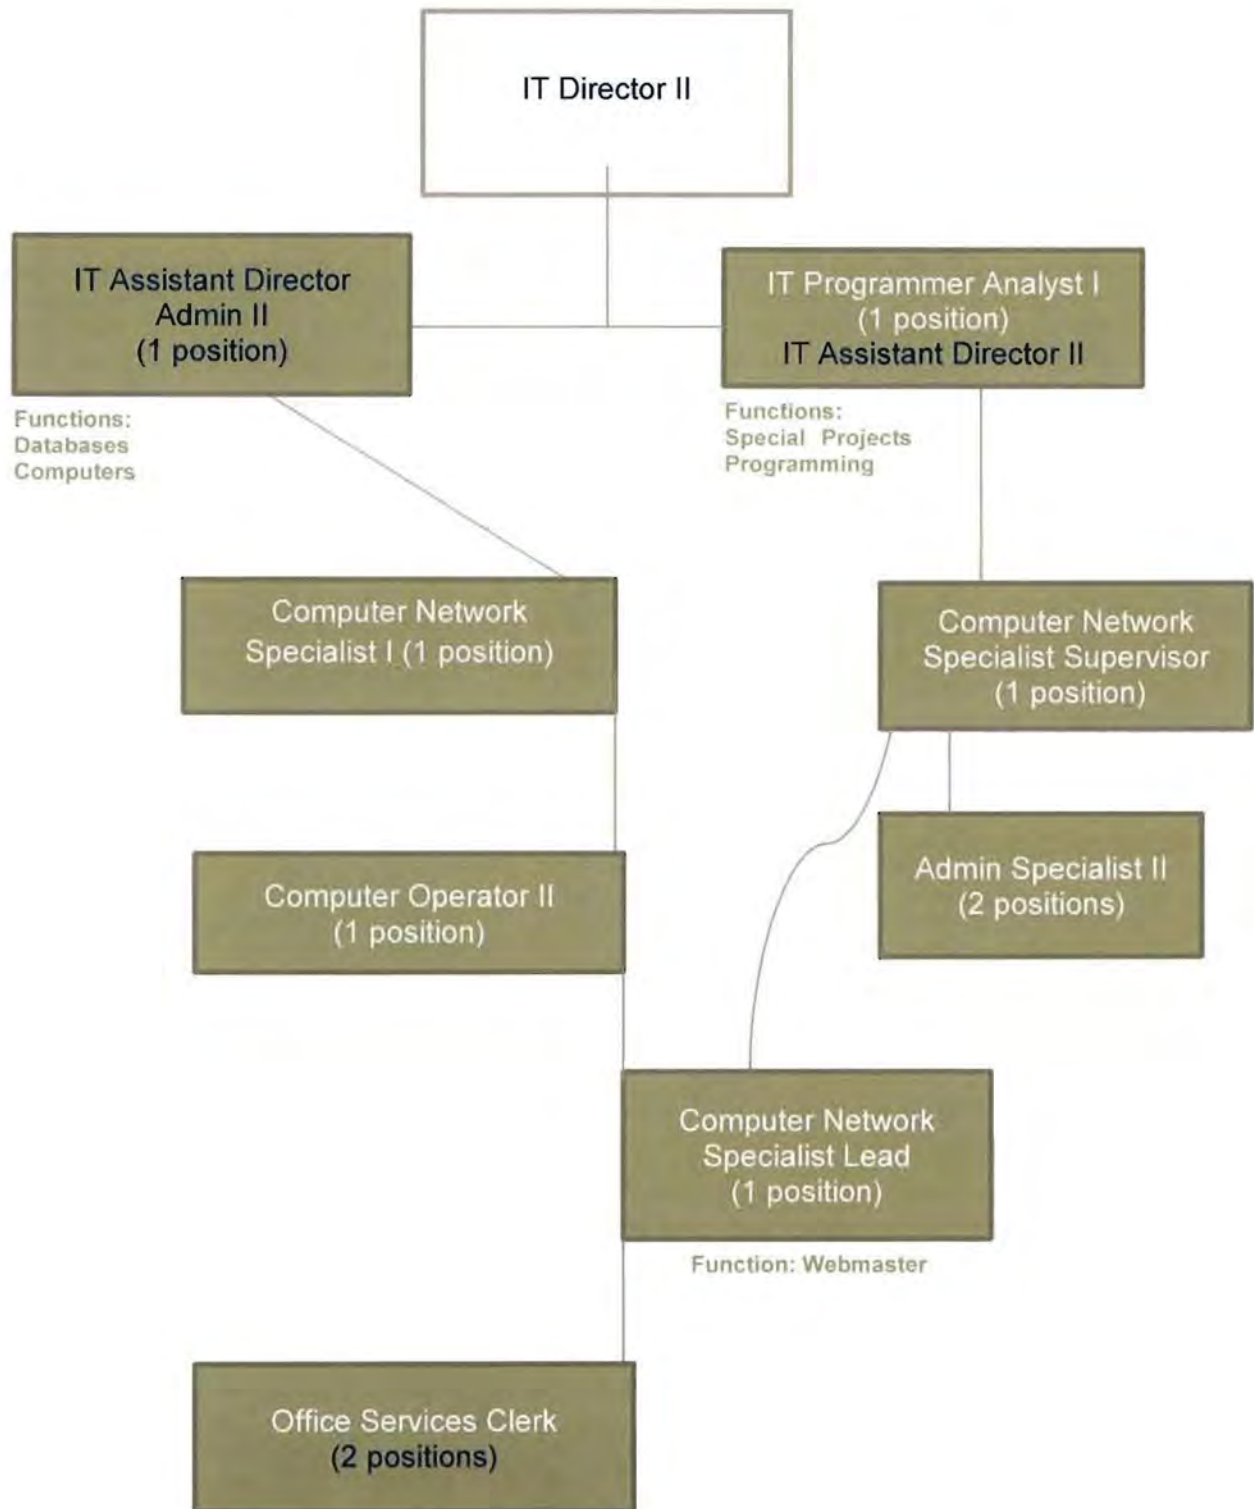 IT Director II
IT Assistant Director
Admin II
(1 position)
IT Programmer Analyst I
(1 position)
IT Assistant Director II
Functions:
Databases
Computers
Functions:
Special Projects
Programming
Computer Network
Specialist I (1 position)
Computer Network
Specialist Supervisor
(1 position)
Computer Operator II
(1 position)
Admin Specialist II
(2 positions)
Computer Network
Specialist Lead
(1 position)
Function: Webmaster
Office Services Clerk
(2 positions)